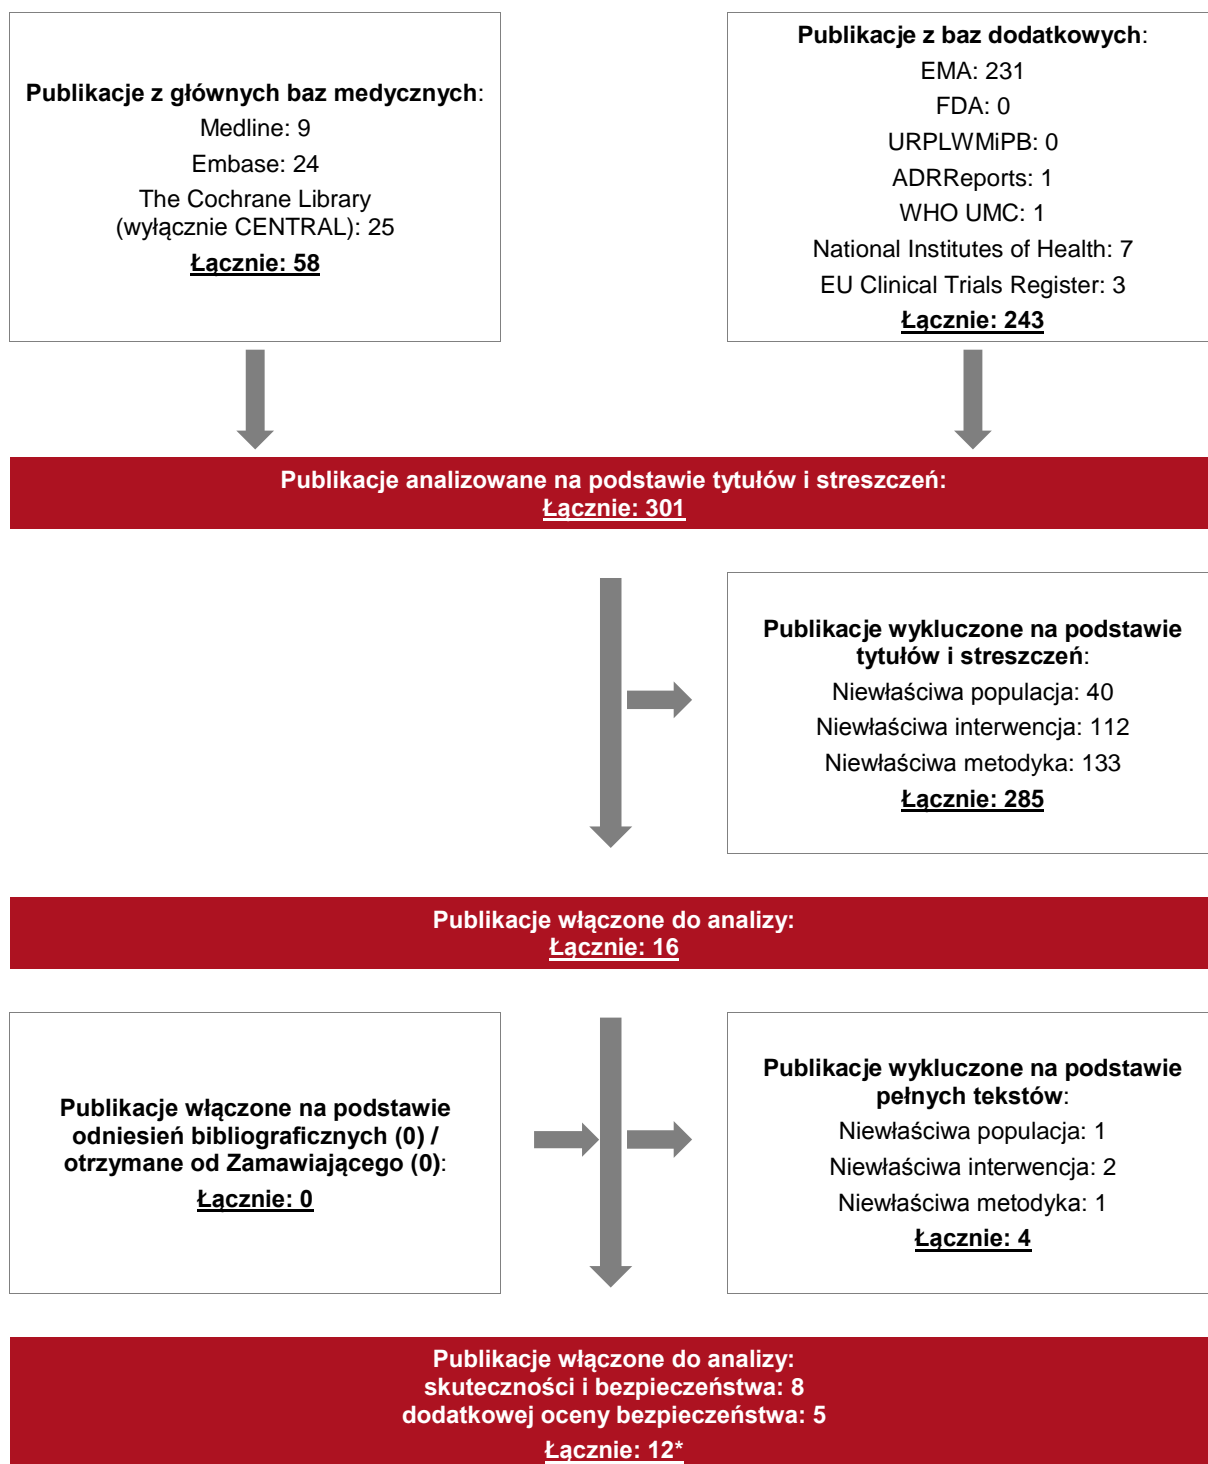 Publikacje z głównych baz medycznych:
Medline: 9
Embase: 24
The Cochrane Library
(wyłącznie CENTRAL): 25
Łącznie: 58
Publikacje z baz dodatkowych:
EMA: 231
FDA: 0
URPLWMiPB: 0
ADRReports: 1
WHO UMC: 1
National Institutes of Health: 7
EU Clinical Trials Register: 3
Łącznie: 243
Publikacje analizowane na podstawie tytułów i streszczeń:
Łącznie: 301
Publikacje wykluczone na podstawie
tytułów i streszczeń:
Niewłaściwa populacja: 40
Niewłaściwa interwencja: 112
Niewłaściwa metodyka: 133
Łącznie: 285
Publikacje włączone do analizy:
Łącznie: 16
Publikacje włączone na podstawie
odniesień bibliograficznych (0) /
otrzymane od Zamawiającego (0):
Łącznie: 0
Publikacje wykluczone na podstawie
pełnych tekstów:
Niewłaściwa populacja: 1
Niewłaściwa interwencja: 2
Niewłaściwa metodyka: 1
Łącznie: 4
Publikacje włączone do analizy:
skuteczności i bezpieczeństwa: 8
dodatkowej oceny bezpieczeństwa: 5
Łącznie: 12*